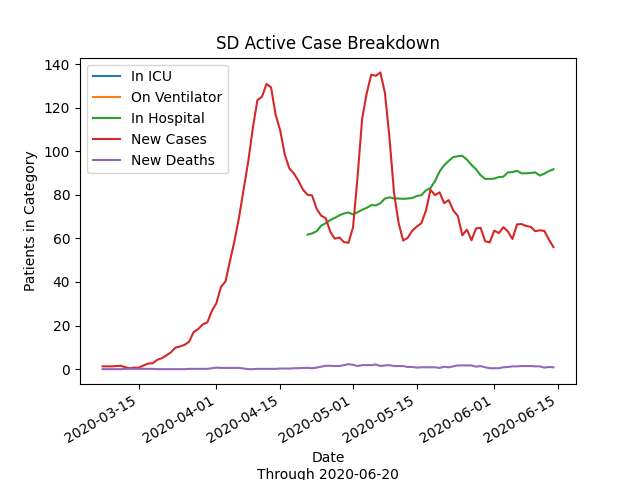 SD Active Case Breakdown
140
120
100
80
60
40
20
0
Patients in Category
In ICU
On Ventilator
In Hospital
New Cases
New Deaths
2020-03-15
2020-04-01
2020-04-15
2020-05-01
2020-05-15
2020-06-01
2020-06-15
Date
Through 2020-06-20